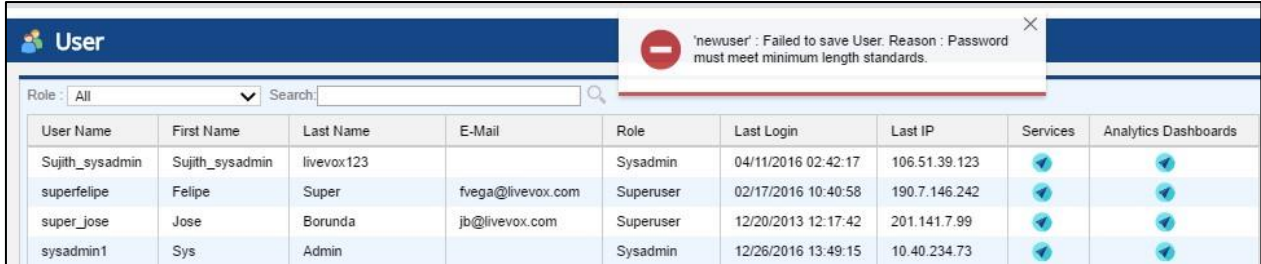 User
'newuser' : Failed to save User. Reason : Password
must meet minimum length standards.
Role : All Search:
User Name First Name Last Name E-Mail Role Last Login Last IP Services Analytics Dashboards
Sujith_sysadmin Sujith_sysadmin livevox123 Sysadmin 04/11/2016 02:42:17 106.51.39.123
superfelipe Felipe Super fvega@livevox.com Superuser 02/17/2016 10:40:58 190.7.146.242
super_jose Jose Borunda jb@livevox.com Superuser 12/20/2013 12:17:42 201.141.7.99
sysadmin1 Sys Admin Sysadmin 12/26/2016 13:49:15 10.40.234.73